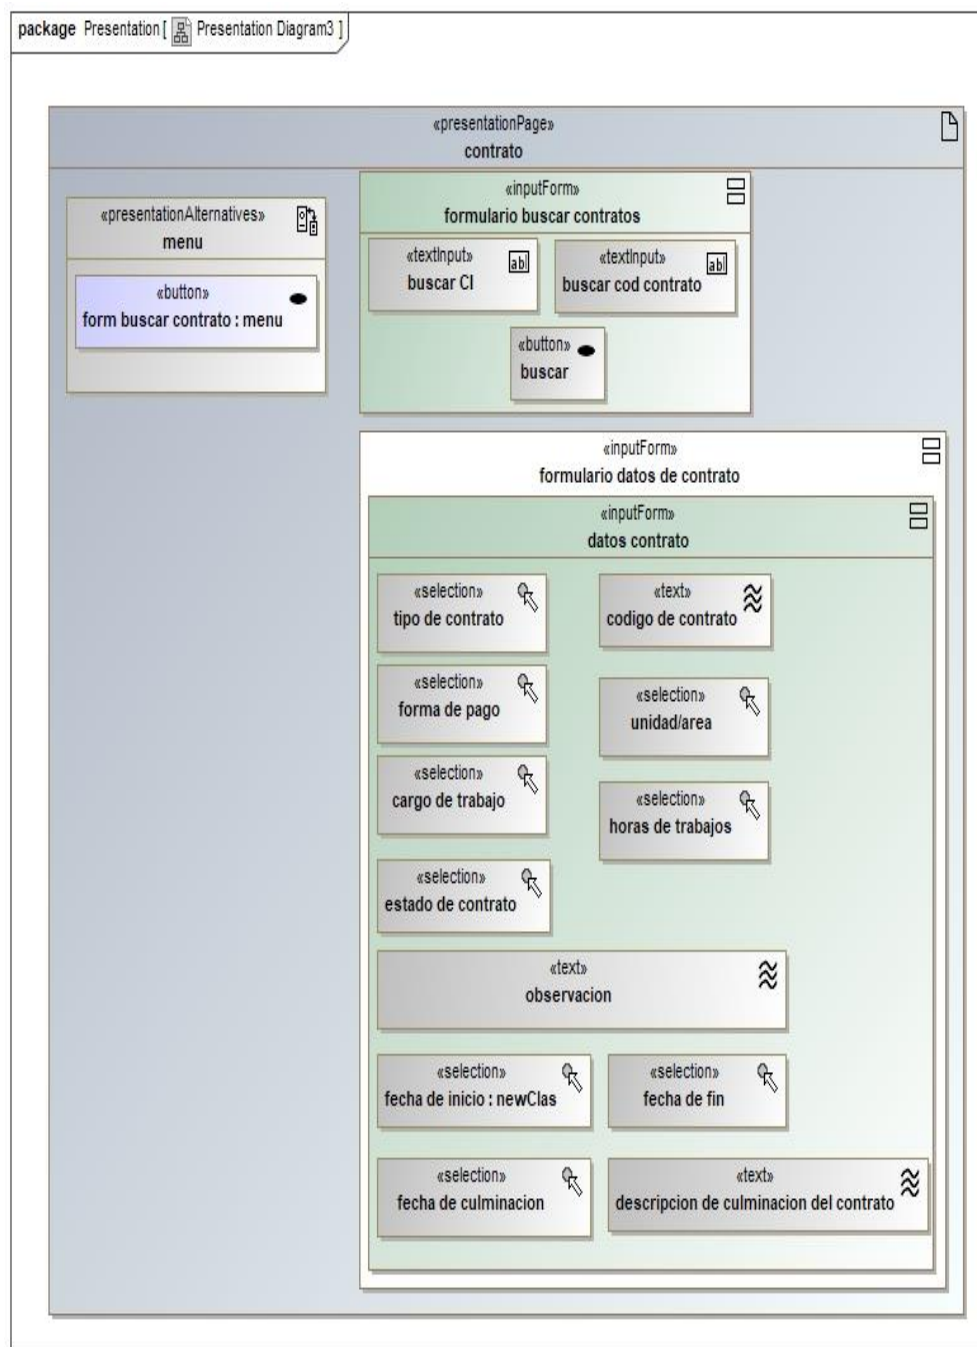 package Presentation [ Presentation Diagram3 ]
«presentationPage»
contrato
«presentationAlternatives»
menu
«button»
form buscar contrato : menu
«inputForm»
formulario buscar contratos
«textInput»
buscar CI
ab|
«textInput»
buscar cod contrato
ab|
«button»
buscar
«inputForm»
formulario datos de contrato
«inputForm»
datos contrato
«selection»
tipo de contrato
«text»
codigo de contrato
«selection»
forma de pago
«selection»
unidad/area
«selection»
cargo de trabajo
«selection»
horas de trabajos
«selection»
estado de contrato
«text»
observacion
«selection»
fecha de inicio : newClas
«selection»
fecha de fin
«selection»
fecha de culminacion
«text»
descripcion de culminacion del contrato